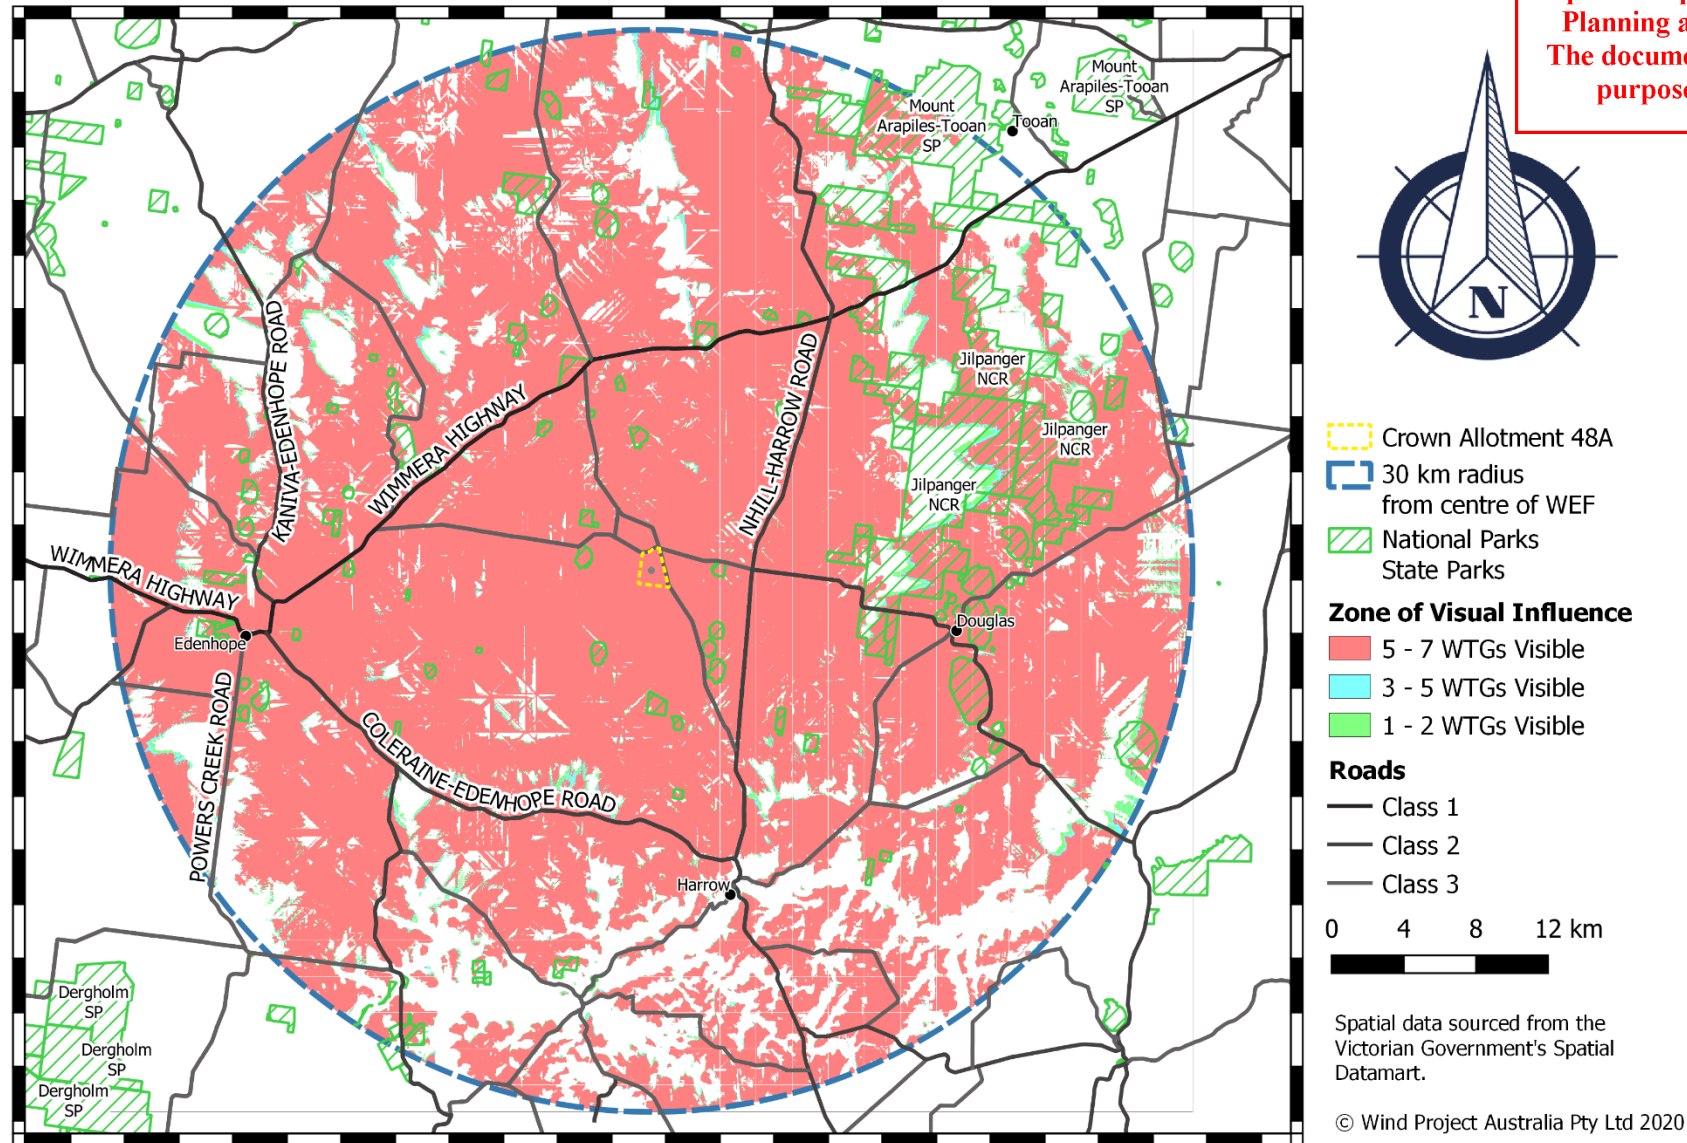 Planning a
The docume
purpose
Mount
Arapiles-Tooan
SP
Mount
Arapiles-Tooan
SP
Tooan
KANIVA-EDENHOPE ROAD
WIMMERA HIGHWAY
NHILL-HARROW ROAD
Jilpanger
NCR
Jilpanger
NCR
Jilpanger
NCR
WIMMERA HIGHWAY
Edenhope
Douglas
POWERS CREEK ROAD
COLERAINE-EDENHOPE ROAD
Harrow
Dergholm
SP
Dergholm
SP
Dergholm
SP
N
Crown Allotment 48A
30 km radius
from centre of WEF
National Parks
State Parks
Zone of Visual Influence
5 - 7 WTGs Visible
3 - 5 WTGs Visible
1 - 2 WTGs Visible
Roads
Class 1
Class 2
Class 3
0 4 8 12 km
Spatial data sourced from the
Victorian Government's Spatial
Datamart.
© Wind Project Australia Pty Ltd 2020